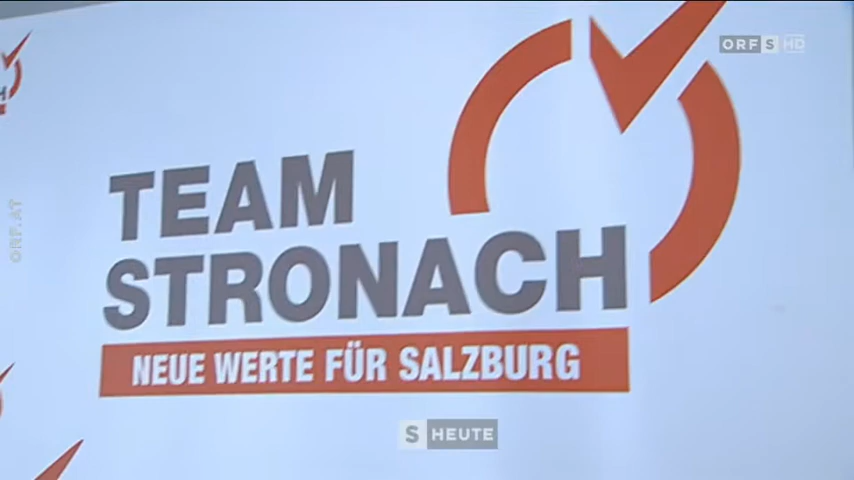 ORF S HD
TEAM
STRONACH
NEUE WERTE FÜR SALZBURG
ORF.AT
S HEUTE